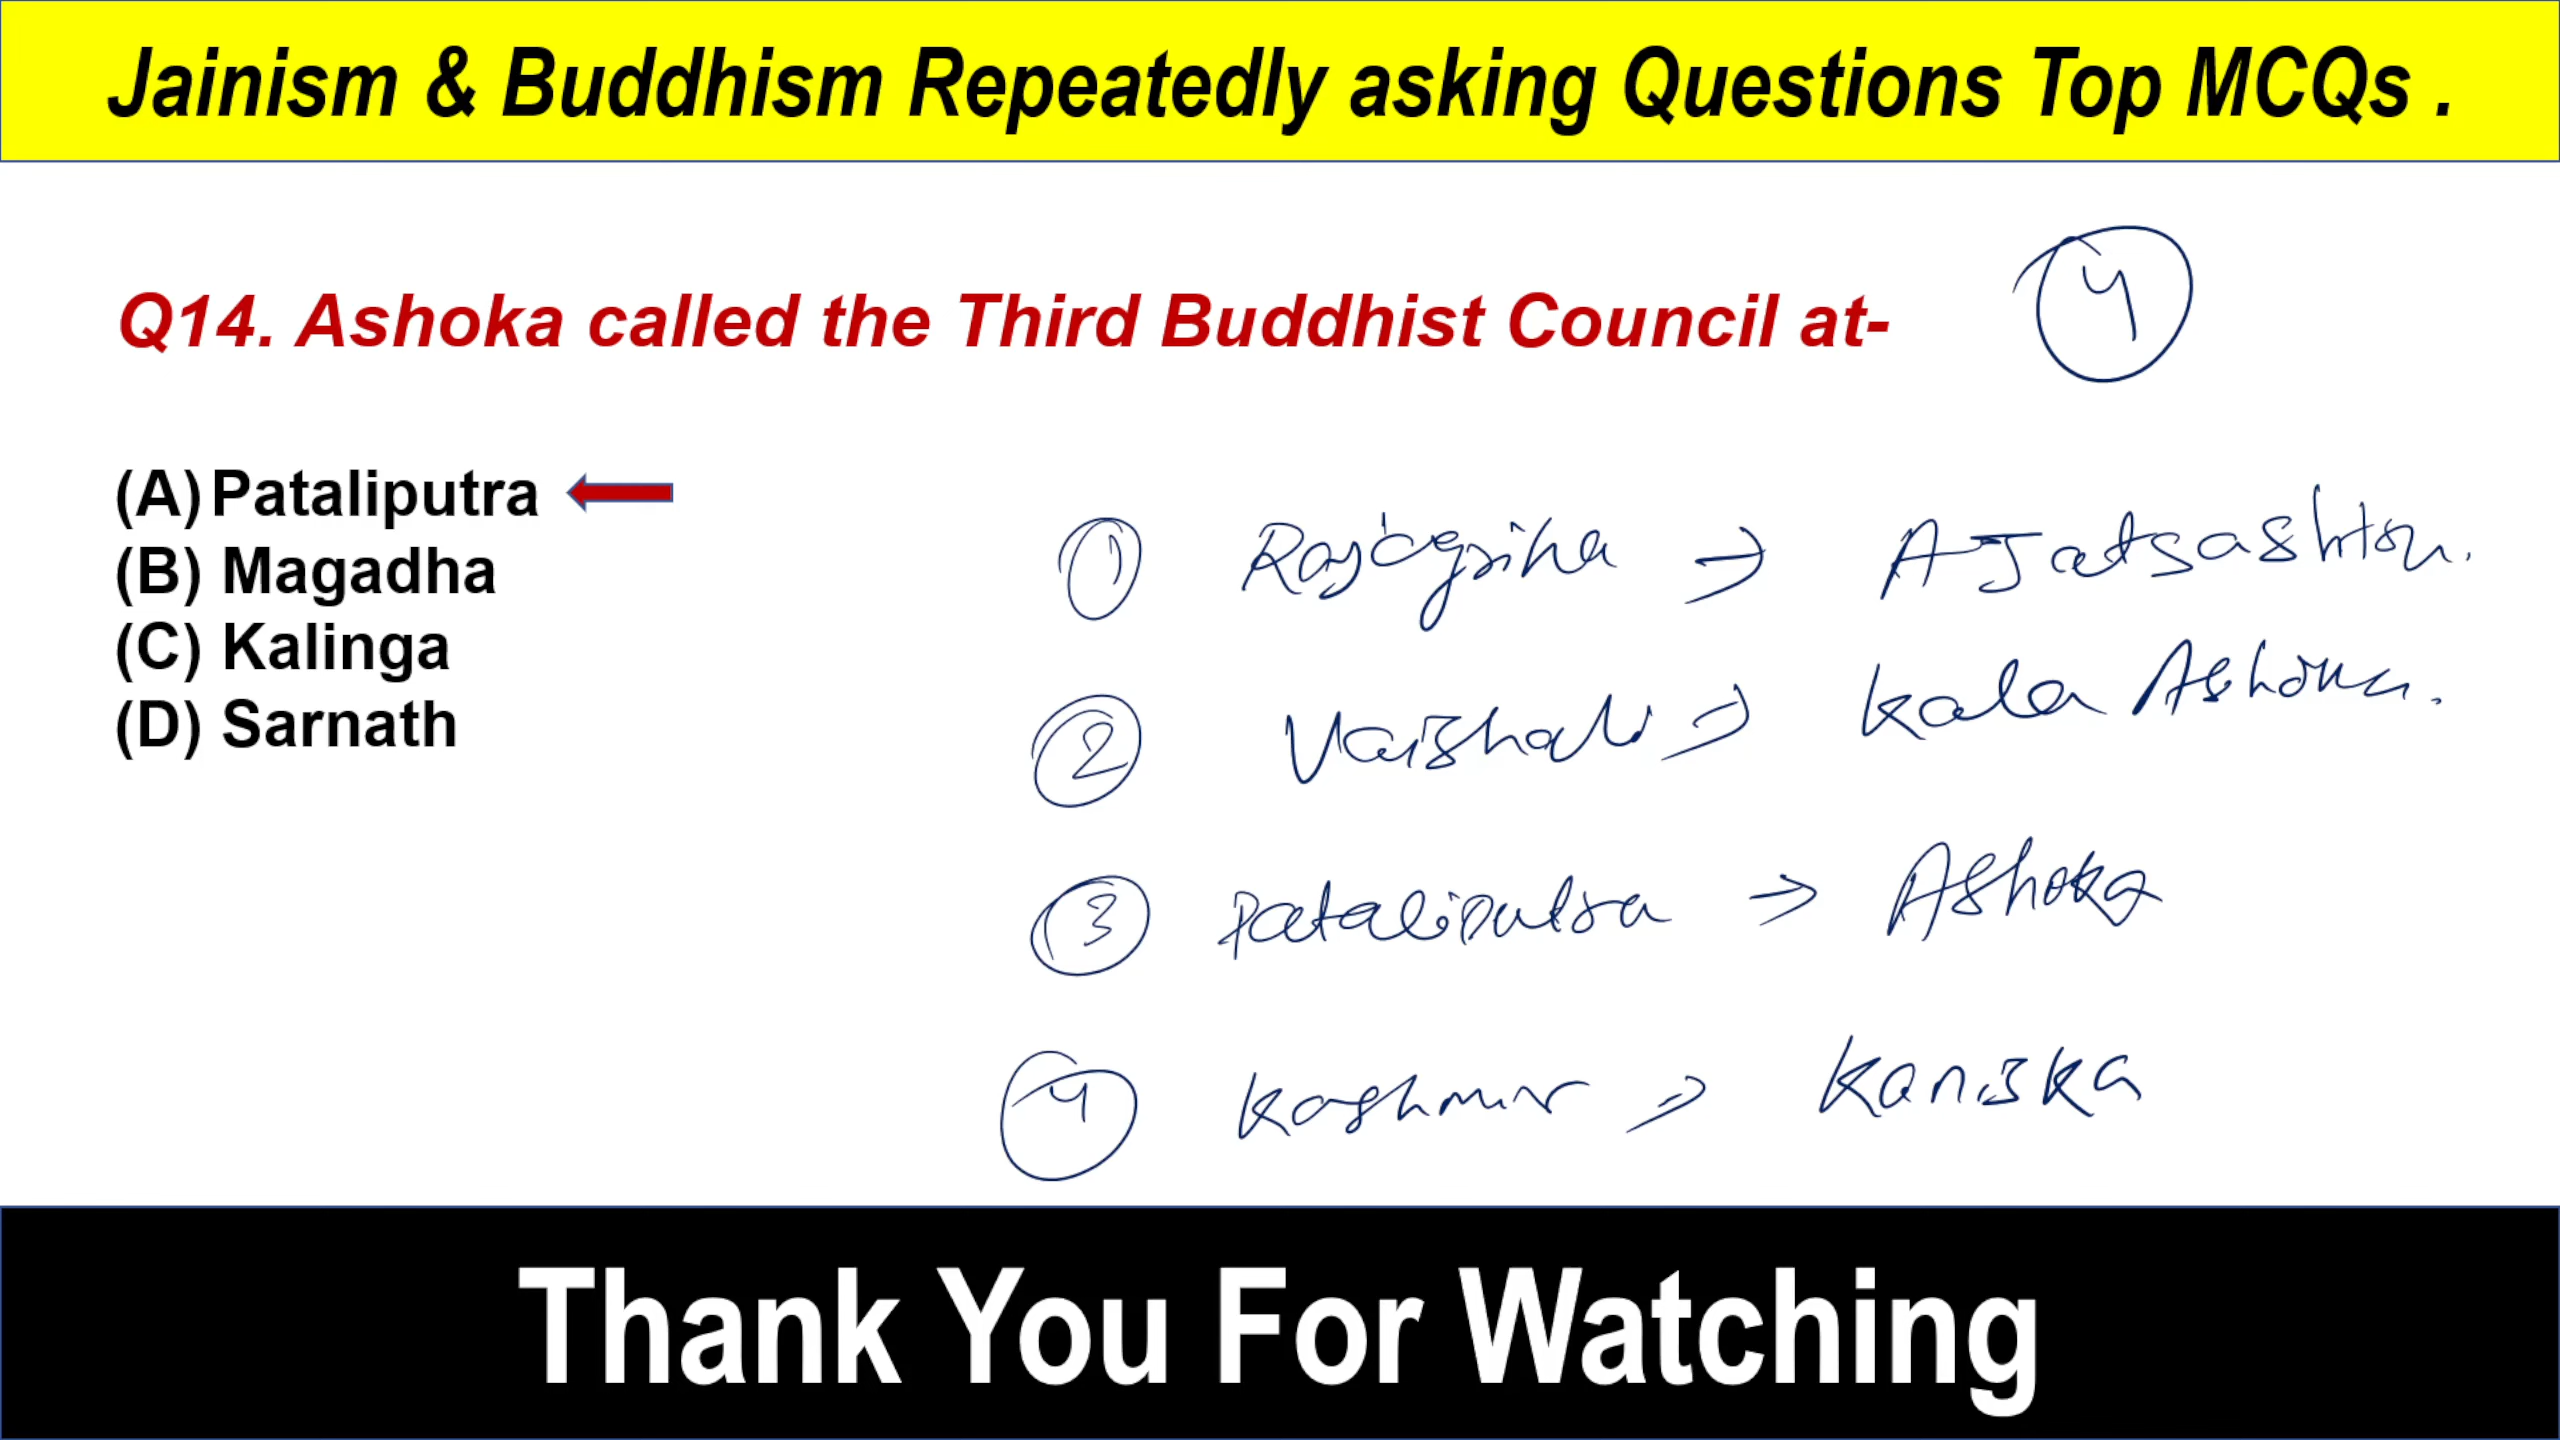 Jainism & Buddhism Repeatedly asking Questions Top MCQs .
Q14. Ashoka called the Third Buddhist Council at-
4
(A) Pataliputra
(B) Magadha
(C) Kalinga
(D) Sarnath
1 Rajagriha → AJatsashtru.
2 Vaishali → Kala Ashoka.
3 Pataliputra → Ashoka
4 Kashmir → Kaniska
Thank You For Watching